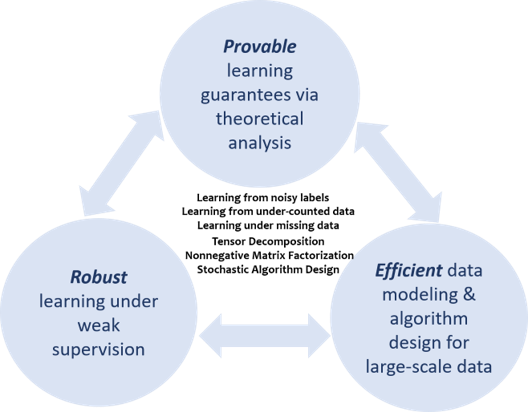 Provable
learning
guarantees via
theoretical
analysis
Learning from noisy labels
Learning from under-counted data
Learning under missing data
Tensor Decomposition
Nonnegative Matrix Factorization
Stochastic Algorithm Design
Robust
learning under
weak
supervision
Efficient data
modeling &
algorithm
design for
large-scale data